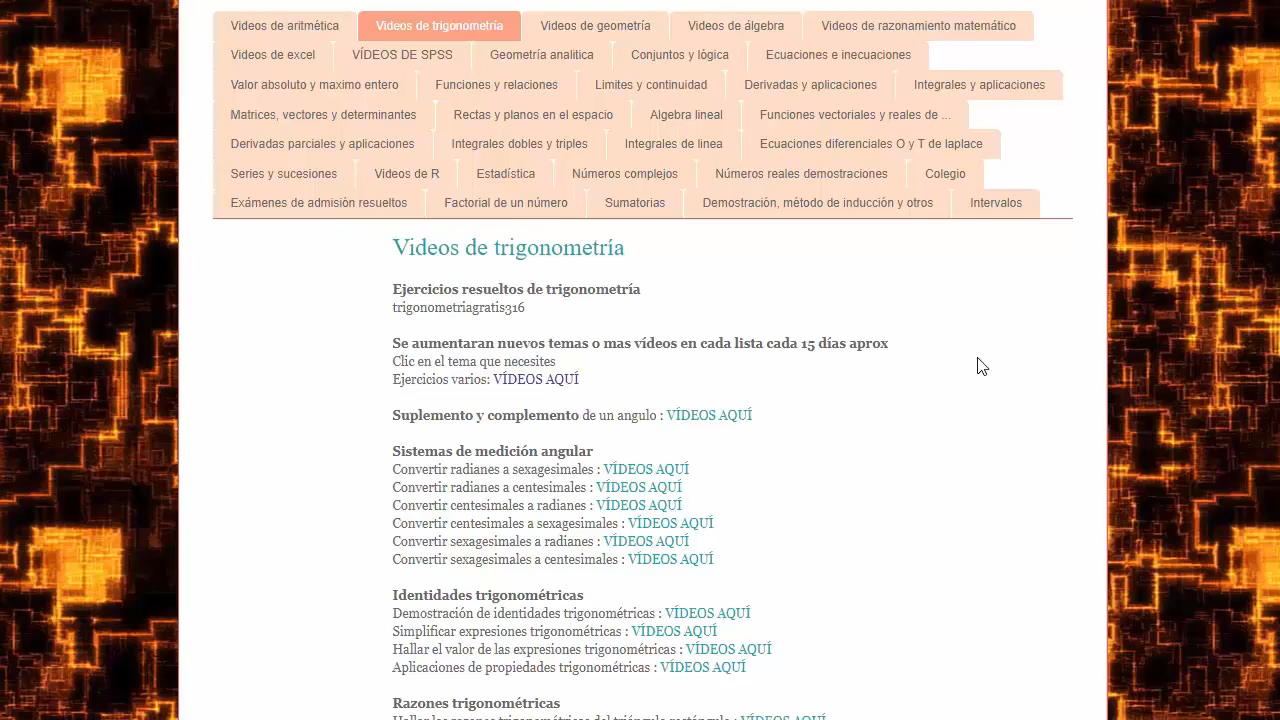 Videos de aritmética Videos de trigonometría Videos de geometría Videos de álgebra Videos de razonamiento matemático
Videos de excel VÍDEOS DE SPSS Geometría analitica Conjuntos y lógica Ecuaciones e inecuaciones
Valor absoluto y maximo entero Funciones y relaciones Limites y continuidad Derivadas y aplicaciones Integrales y aplicaciones
Matrices, vectores y determinantes Rectas y planos en el espacio Algebra lineal Funciones vectoriales y reales de ...
Derivadas parciales y aplicaciones Integrales dobles y triples Integrales de linea Ecuaciones diferenciales O y T de laplace
Series y sucesiones Videos de R Estadística Números complejos Números reales demostraciones Colegio
Exámenes de admisiòn resueltos Factorial de un número Sumatorias Demostraciòn, mètodo de inducciòn y otros Intervalos
Videos de trigonometría
Ejercicios resueltos de trigonometría
trigonometriagratis316
Se aumentaran nuevos temas o mas vídeos en cada lista cada 15 días aprox
Clic en el tema que necesites
Ejercicios varios: VÍDEOS AQUÍ
Suplemento y complemento de un angulo : VÍDEOS AQUÍ
Sistemas de medición angular
Convertir radianes a sexagesimales : VÍDEOS AQUÍ
Convertir radianes a centesimales : VÍDEOS AQUÍ
Convertir centesimales a radianes : VÍDEOS AQUÍ
Convertir centesimales a sexagesimales : VÍDEOS AQUÍ
Convertir sexagesimales a radianes : VÍDEOS AQUÍ
Convertir sexagesimales a centesimales : VÍDEOS AQUÍ
Identidades trigonométricas
Demostración de identidades trigonométricas : VÍDEOS AQUÍ
Simplificar expresiones trigonométricas : VÍDEOS AQUÍ
Hallar el valor de las expresiones trigonométricas : VÍDEOS AQUÍ
Aplicaciones de propiedades trigonométricas : VÍDEOS AQUÍ
Razones trigonométricas